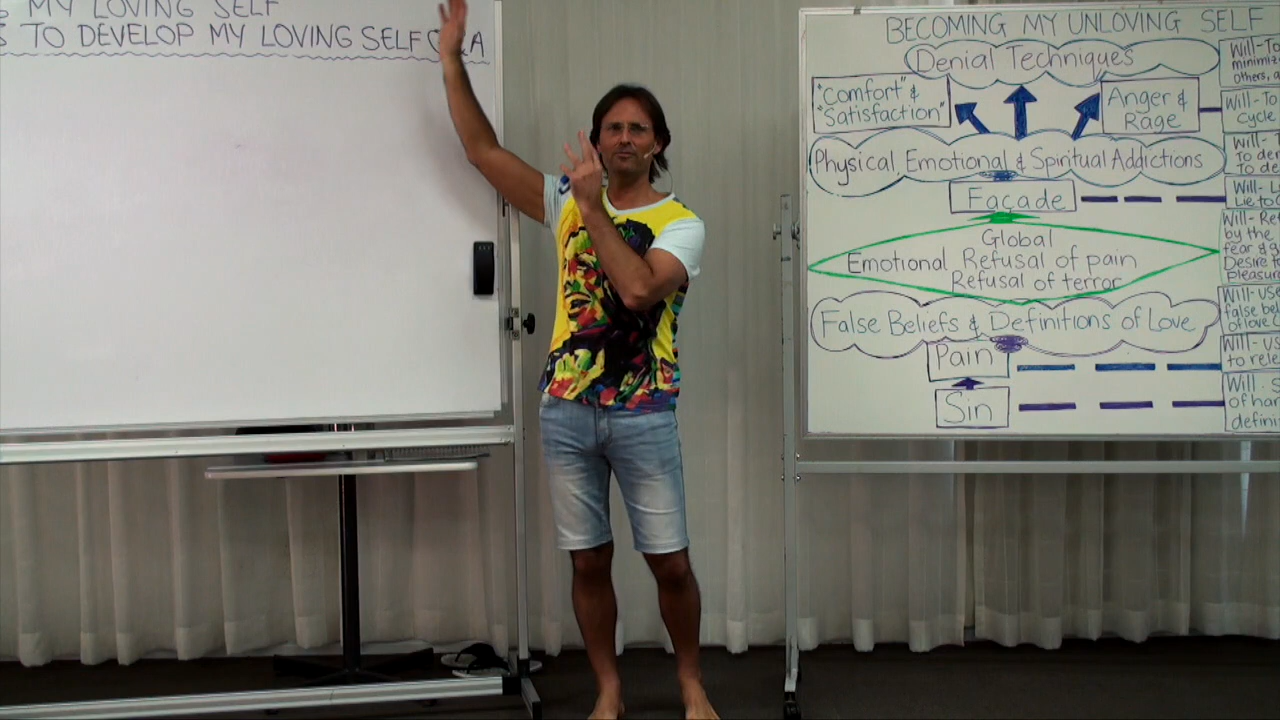 MY LOVING SELF
TO DEVELOP MY LOVING SELF Q&A
BECOMING MY UNLOVING SELF
Denial Techniques
"Comfort" &
"Satisfaction"
Anger &
Rage
Physical, Emotional & Spiritual Addictions
Façade
Global
Emotional Refusal of pain
Refusal of terror
False Beliefs & Definitions of Love
Pain
Sin
Will - To
others, a
Will - To
cycle
Will -
To de
To de
Will - L
Lie to
Will - Re
by the
fear & g
Desire
Will - use
false be
of love
Will - us
to rele
Will - S
of har